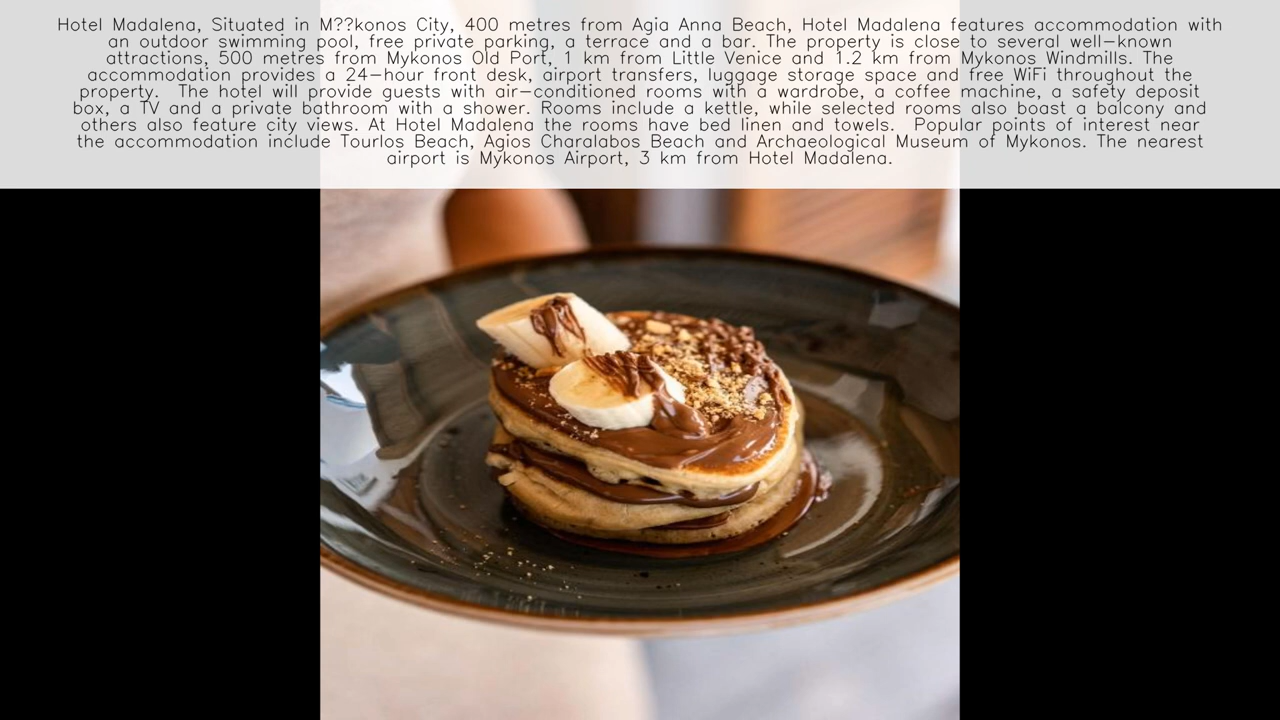 Hotel Madalena, Situated in M??konos City, 400 metres from Agia Anna Beach, Hotel Madalena features accommodation with
an outdoor swimming pool, free private parking, a terrace and a bar. The property is close to several well-known
attractions, 500 metres from Mykonos Old Port, 1 km from Little Venice and 1.2 km from Mykonos Windmills. The
accommodation provides a 24-hour front desk, airport transfers, luggage storage space and free WiFi throughout the
property.  The hotel will provide guests with air-conditioned rooms with a wardrobe, a coffee machine, a safety deposit
box, a TV and a private bathroom with a shower. Rooms include a kettle, while selected rooms also boast a balcony and
others also feature city views. At Hotel Madalena the rooms have bed linen and towels.  Popular points of interest near
the accommodation include Tourlos Beach, Agios Charalabos Beach and Archaeological Museum of Mykonos. The nearest
airport is Mykonos Airport, 3 km from Hotel Madalena.